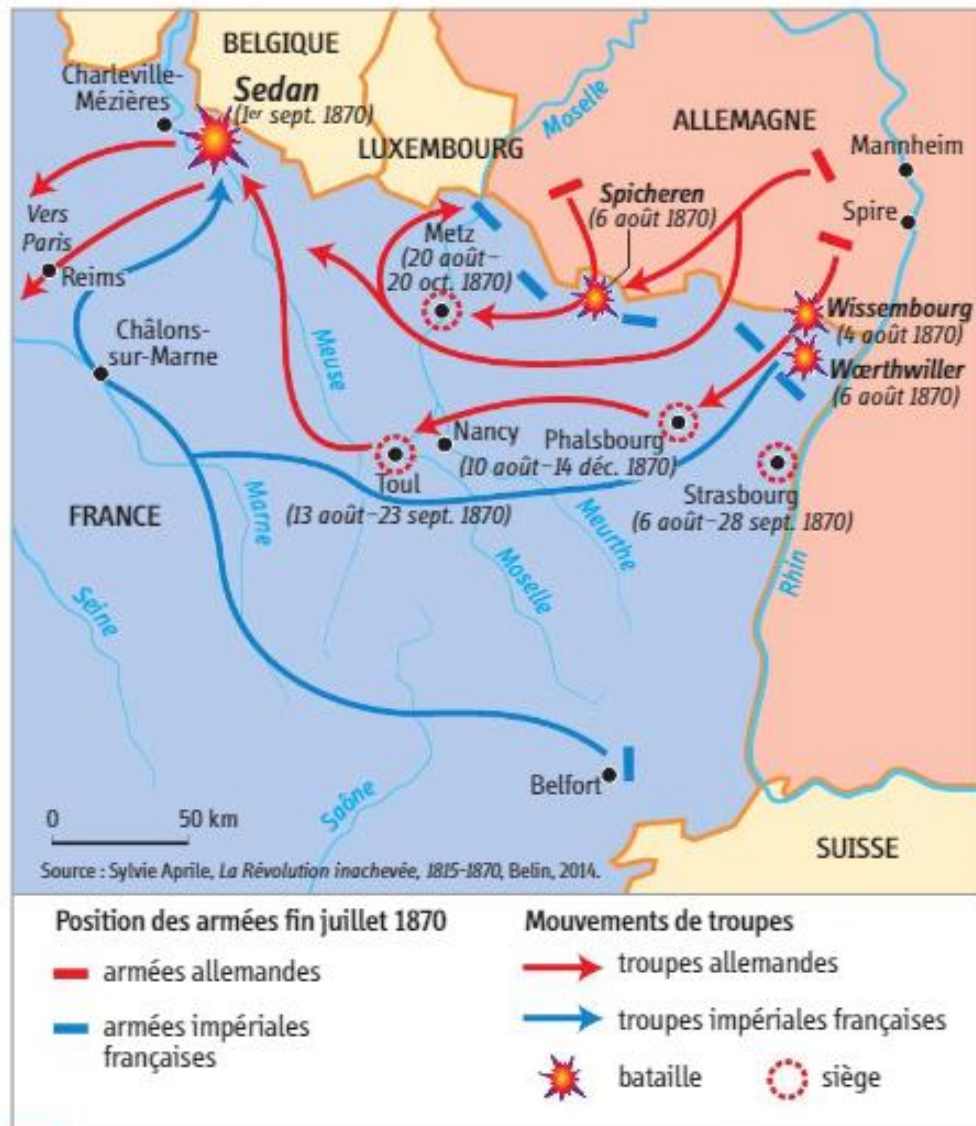 BELGIQUE
Charleville-
Mézières
Sedan
(1er sept. 1870)
LUXEMBOURG
Moselle
ALLEMAGNE
Mannheim
Spire
Spicheren
(6 août 1870)
Vers
Paris
Reims
Metz
(20 août–
20 oct. 1870)
Wissembourg
(4 août 1870)
Wœrthwiller
(6 août 1870)
Châlons-
sur-Marne
Meuse
Nancy
Phalsbourg
(10 août–14 déc. 1870)
Toul
(13 août–23 sept. 1870)
Strasbourg
(6 août–28 sept. 1870)
FRANCE
Marne
Meurthe
Moselle
Rhin
Seine
Saône
Belfort
SUISSE
0 50 km
Source : Sylvie Aprile, La Révolution inachevée, 1815-1870, Belin, 2014.
Position des armées fin juillet 1870
armées allemandes
armées impériales
françaises
Mouvements de troupes
troupes allemandes
troupes impériales françaises
bataille
siège